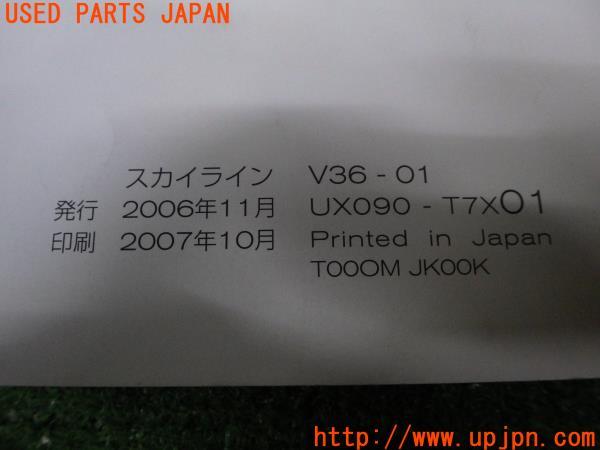 USED PARTS JAPAN
スカイライン V36 - 01
発行 2006年11月 UX090 - T7X01
印刷 2007年10月 Printed in Japan
T000M JK00K
http://www.upjpn.com/